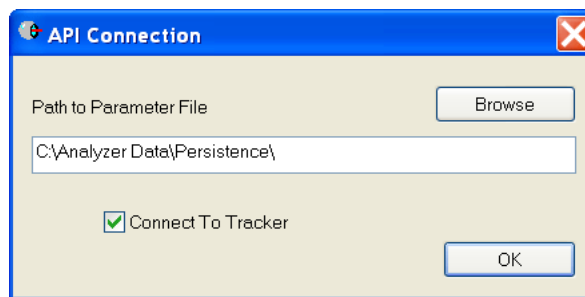 API Connection
Path to Parameter File
Browse
C:\Analyzer Data\Persistence\
Connect To Tracker
OK